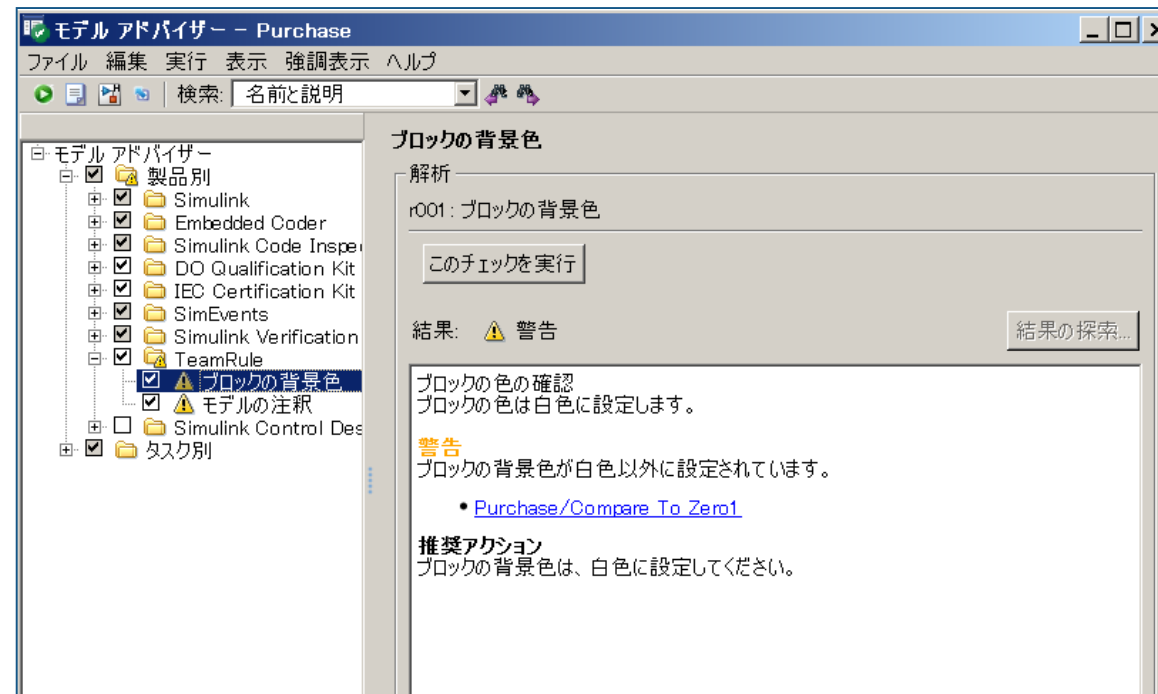 モデル アドバイザー － Purchase
ファイル 編集 実行 表示 強調表示 ヘルプ
検索: 名前と説明
モデル アドバイザー
製品別
Simulink
Embedded Coder
Simulink Code Inspe
DO Qualification Kit
IEC Certification Kit
SimEvents
Simulink Verification
TeamRule
ブロックの背景色
モデルの注釈
Simulink Control Des
タスク別
ブロックの背景色
解析
r001 : ブロックの背景色
このチェックを実行
結果: 警告
結果の探索...
ブロックの色の確認
ブロックの色は白色に設定します。
警告
ブロックの背景色が白色以外に設定されています。
• Purchase/Compare To Zero1
推奨アクション
ブロックの背景色は、白色に設定してください。